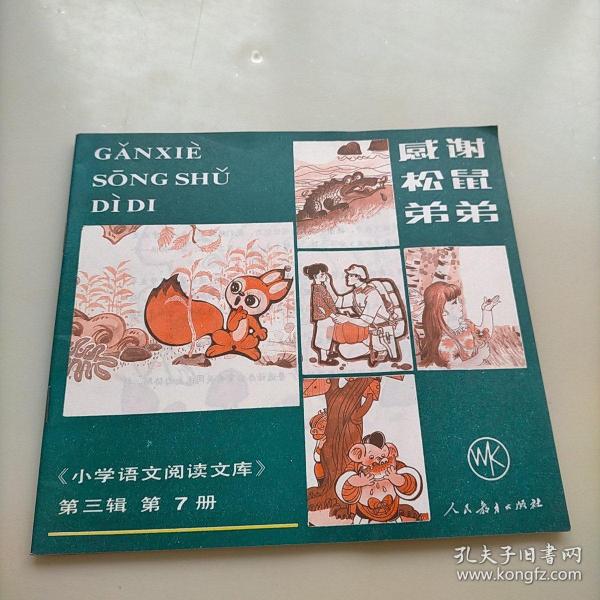 GǍNXIÈ
SŌNG SHǓ
DÌ DI
感谢
松鼠
弟弟
《小学语文阅读文库》
第三辑 第7册
WK
人民教育出版社
孔夫子旧书网
www.kongfz.com